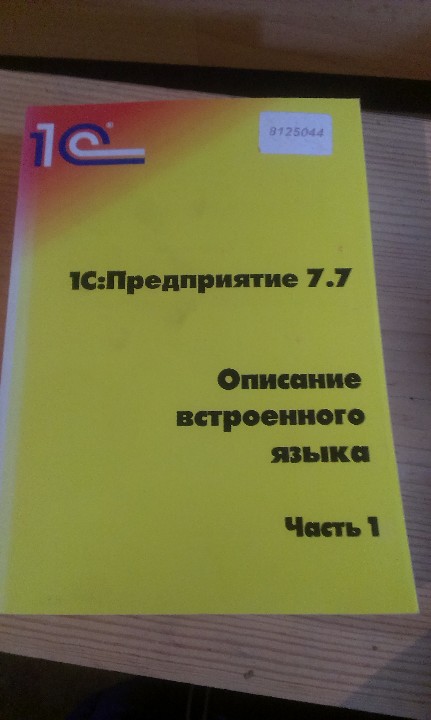 1С®
8125044
1С:Предприятие 7.7
Описание
встроенного
языка
Часть 1